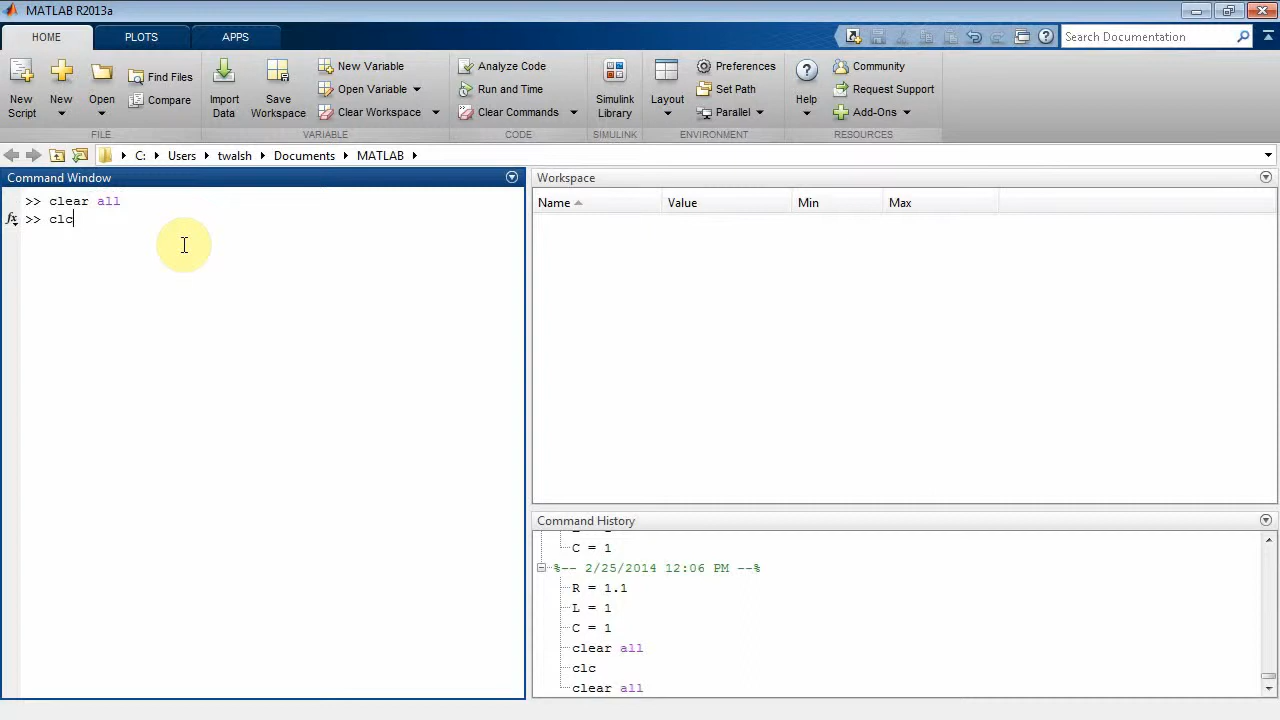 MATLAB R2013a
HOME
PLOTS
APPS
Search Documentation
New Script
New
Open
Find Files
Compare
FILE
Import Data
Save Workspace
New Variable
Open Variable
Clear Workspace
VARIABLE
Analyze Code
Run and Time
Clear Commands
CODE
Simulink Library
SIMULINK
Layout
Preferences
Set Path
Parallel
ENVIRONMENT
Help
Community
Request Support
Add-Ons
RESOURCES
C:
Users
twalsh
Documents
MATLAB
Command Window
>> clear all
fx >> clc
Workspace
Name Value Min Max
Command History
C = 1
%-- 2/25/2014 12:06 PM --%
R = 1.1
L = 1
C = 1
clear all
clc
clear all